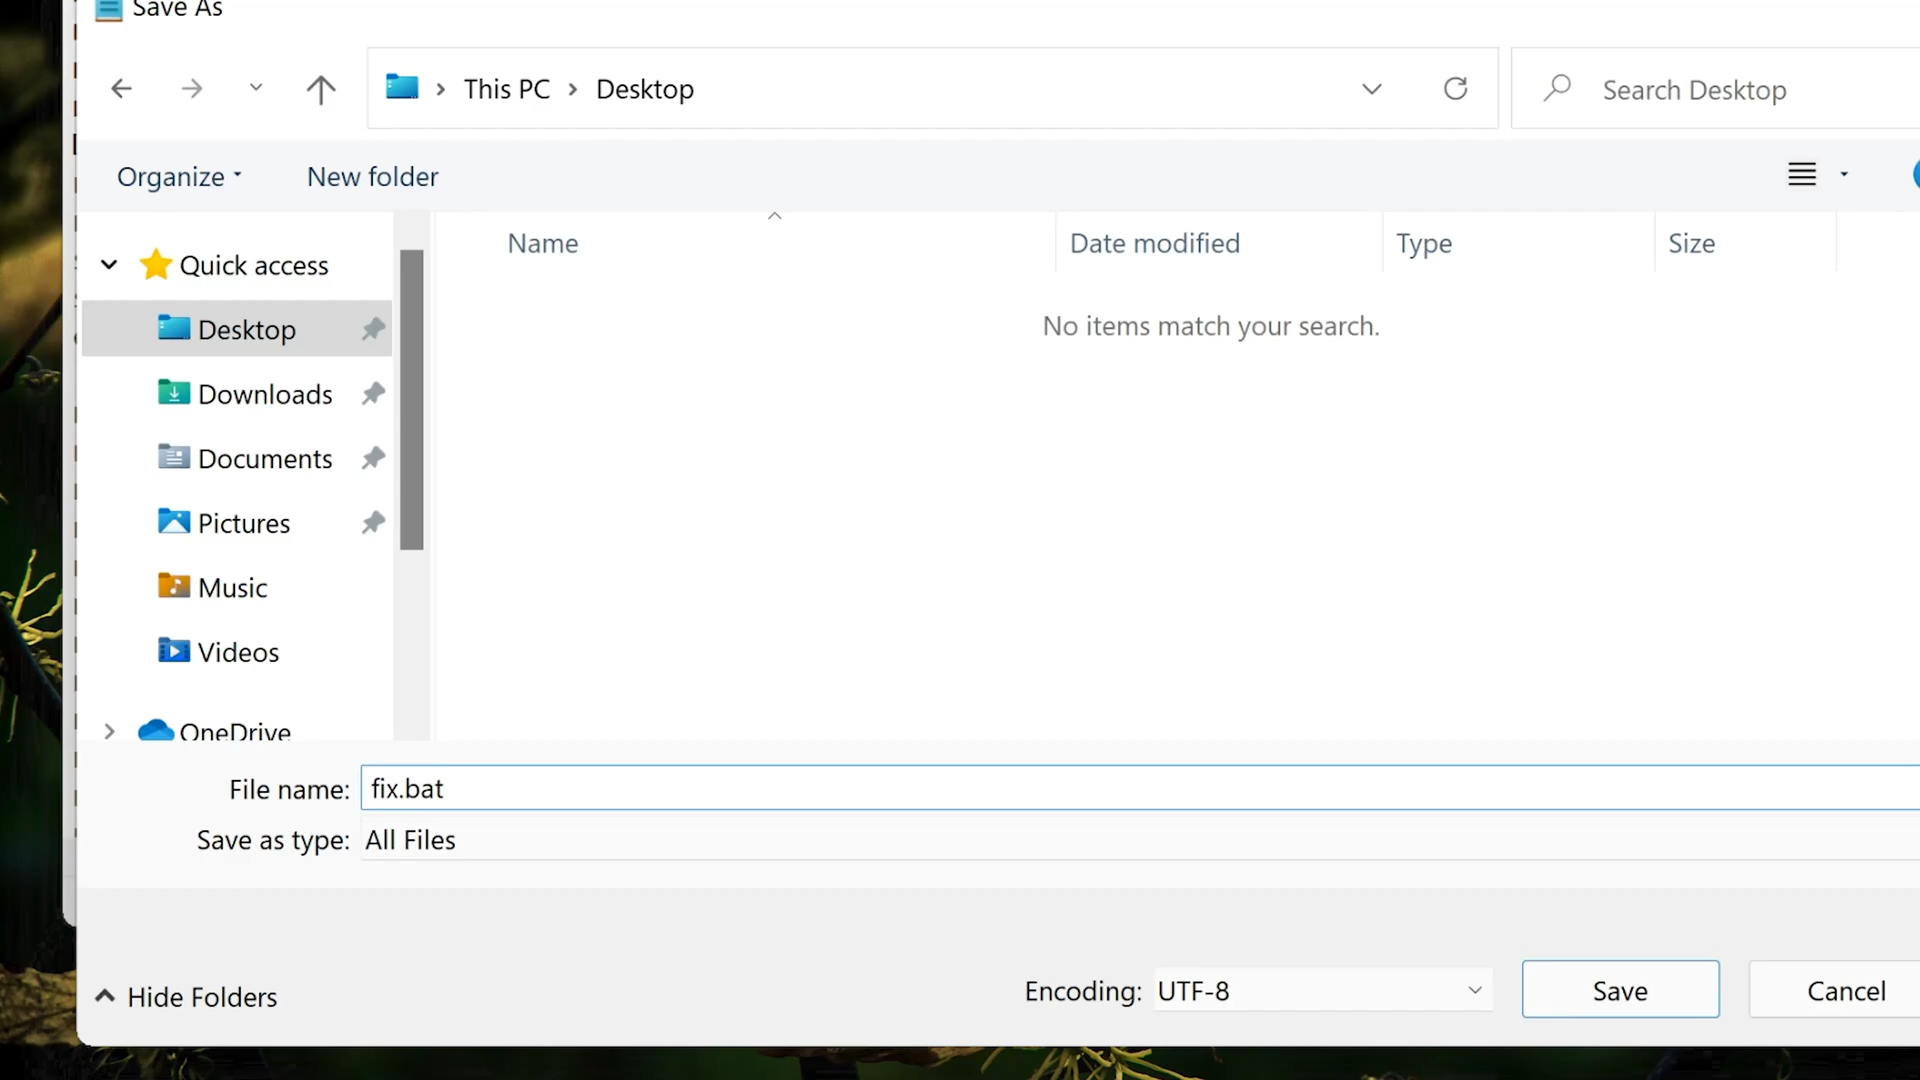 Save As
This PC
Desktop
Search Desktop
Organize
New folder
Name
Date modified
Type
Size
Quick access
No items match your search.
Desktop
Downloads
Documents
Pictures
Music
Videos
OneDrive
File name: fix.bat
Save as type: All Files
Hide Folders
Encoding: UTF-8
Save
Cancel